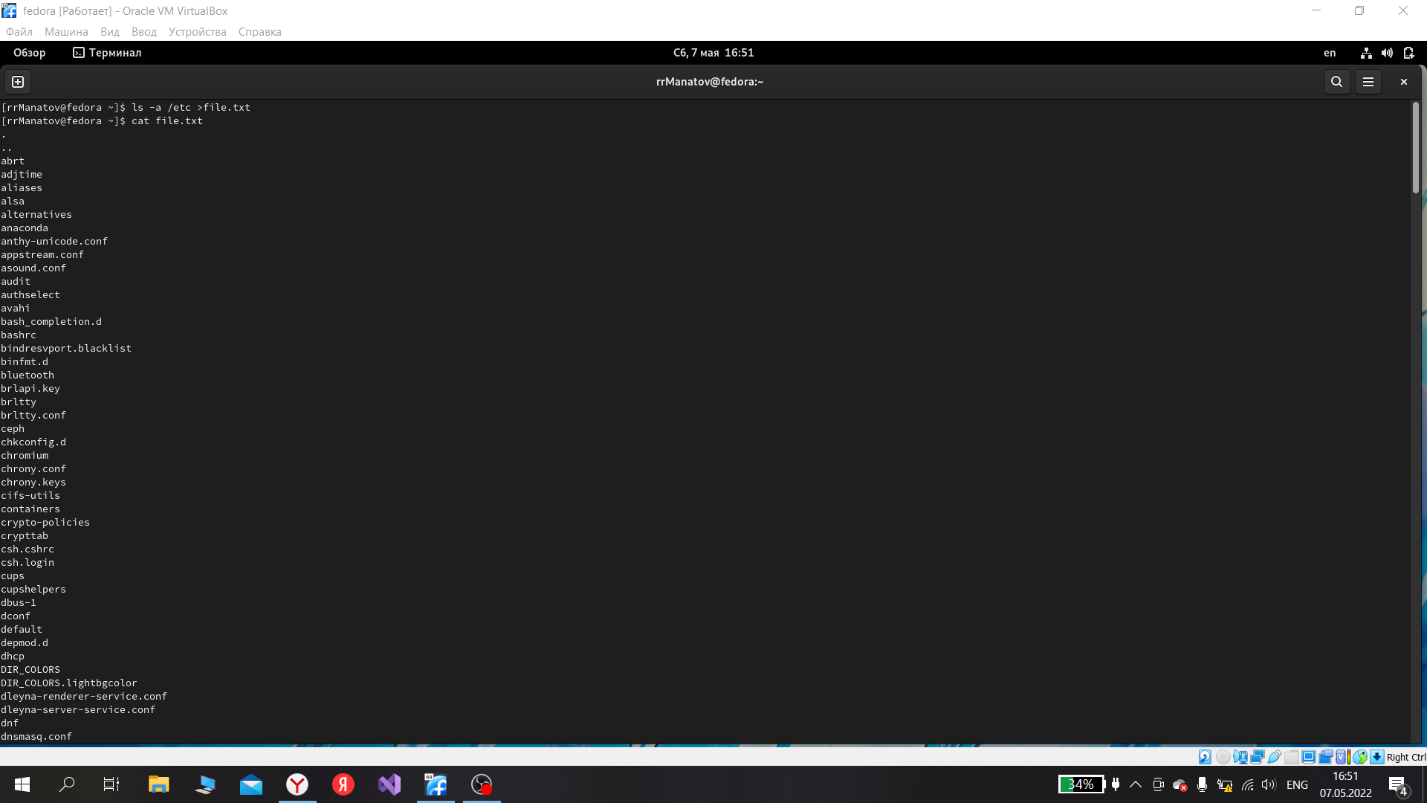 fedora [Работает] - Oracle VM VirtualBox
Файл Машина Вид Ввод Устройства Справка
Обзор Терминал Сб, 7 мая 16:51 en
rrManatov@fedora:~
[rrManatov@fedora ~]$ ls -a /etc >file.txt
[rrManatov@fedora ~]$ cat file.txt
.
..
abrt
adjtime
aliases
alsa
alternatives
anaconda
anthy-unicode.conf
appstream.conf
asound.conf
audit
authselect
avahi
bash_completion.d
bashrc
bindresvport.blacklist
binfmt.d
bluetooth
brlapi.key
brltty
brltty.conf
ceph
chkconfig.d
chromium
chrony.conf
chrony.keys
cifs-utils
containers
crypto-policies
crypttab
csh.cshrc
csh.login
cups
cupshelpers
dbus-1
dconf
default
depmod.d
dhcp
DIR_COLORS
DIR_COLORS.lightbgcolor
dleyna-renderer-service.conf
dleyna-server-service.conf
dnf
dnsmasq.conf
Right Ctrl
34% ENG 16:51
07.05.2022 4